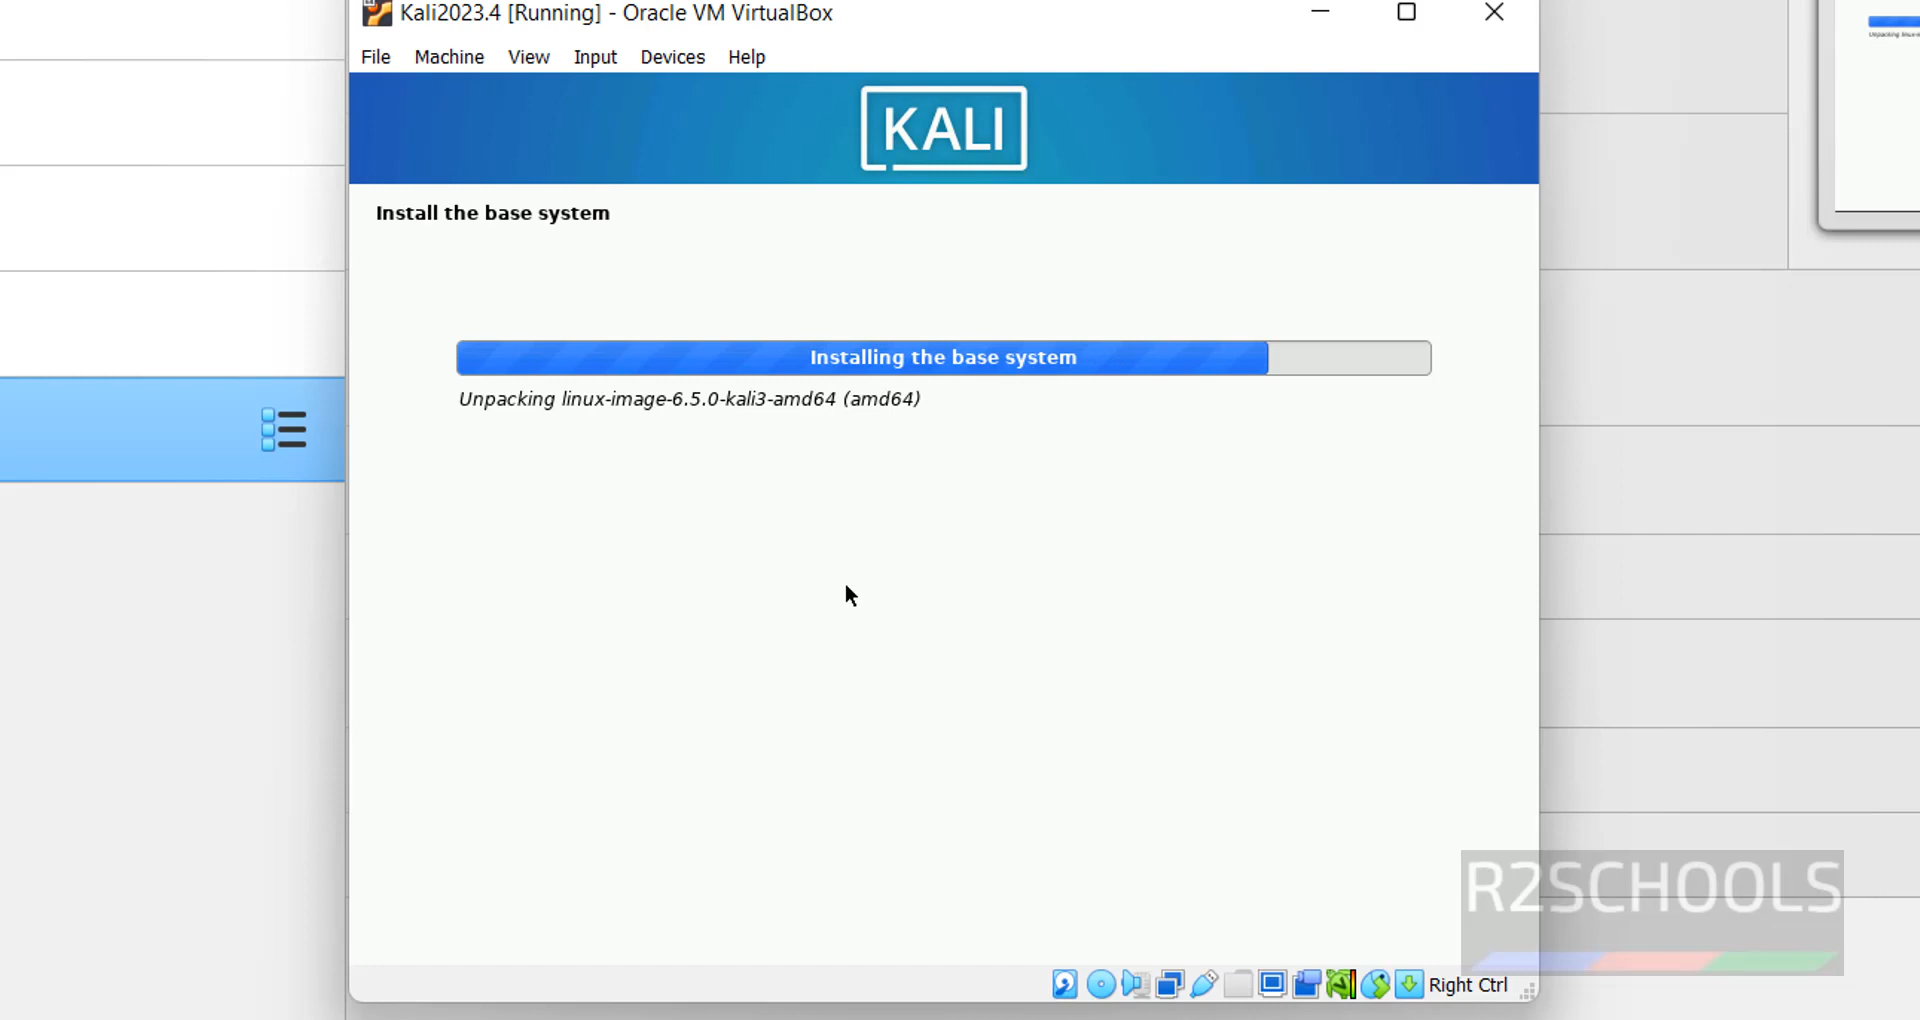 Kali2023.4 [Running] - Oracle VM VirtualBox
File Machine View Input Devices Help
KALI
Install the base system
Installing the base system
Unpacking linux-image-6.5.0-kali3-amd64 (amd64)
R2SCHOOLS
Right Ctrl